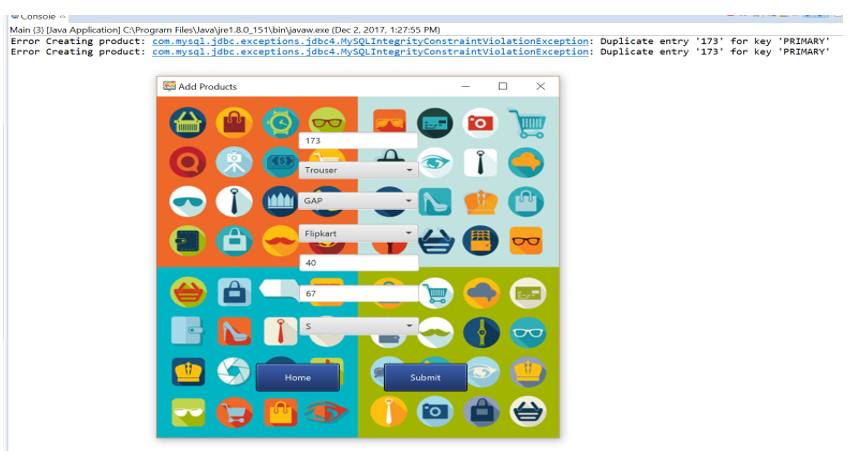 Console
Main (3) [Java Application] C:\Program Files\Java\jre1.8.0_151\bin\javaw.exe (Dec 2, 2017, 1:27:55 PM)
Error Creating product: com.mysql.jdbc.exceptions.jdbc4.MySQLIntegrityConstraintViolationException: Duplicate entry '173' for key 'PRIMARY'
Error Creating product: com.mysql.jdbc.exceptions.jdbc4.MySQLIntegrityConstraintViolationException: Duplicate entry '173' for key 'PRIMARY'
Add Products
173
Trouser
GAP
Flipkart
40
67
S
Home Submit